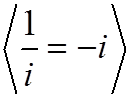 ⟨1/i = −i⟩